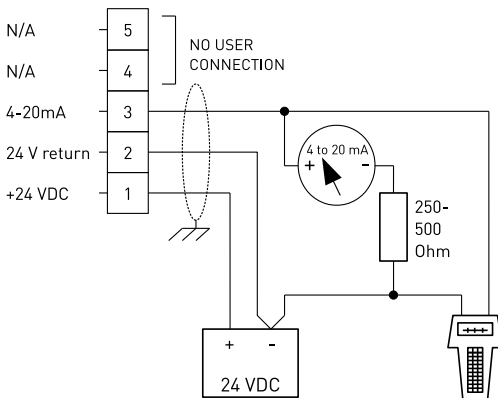 N/A 5
NO USER
CONNECTION
N/A 4
4-20mA 3
24 V return 2
+24 VDC 1
4 to 20 mA
+ -
250-
500
Ohm
+ -
24 VDC